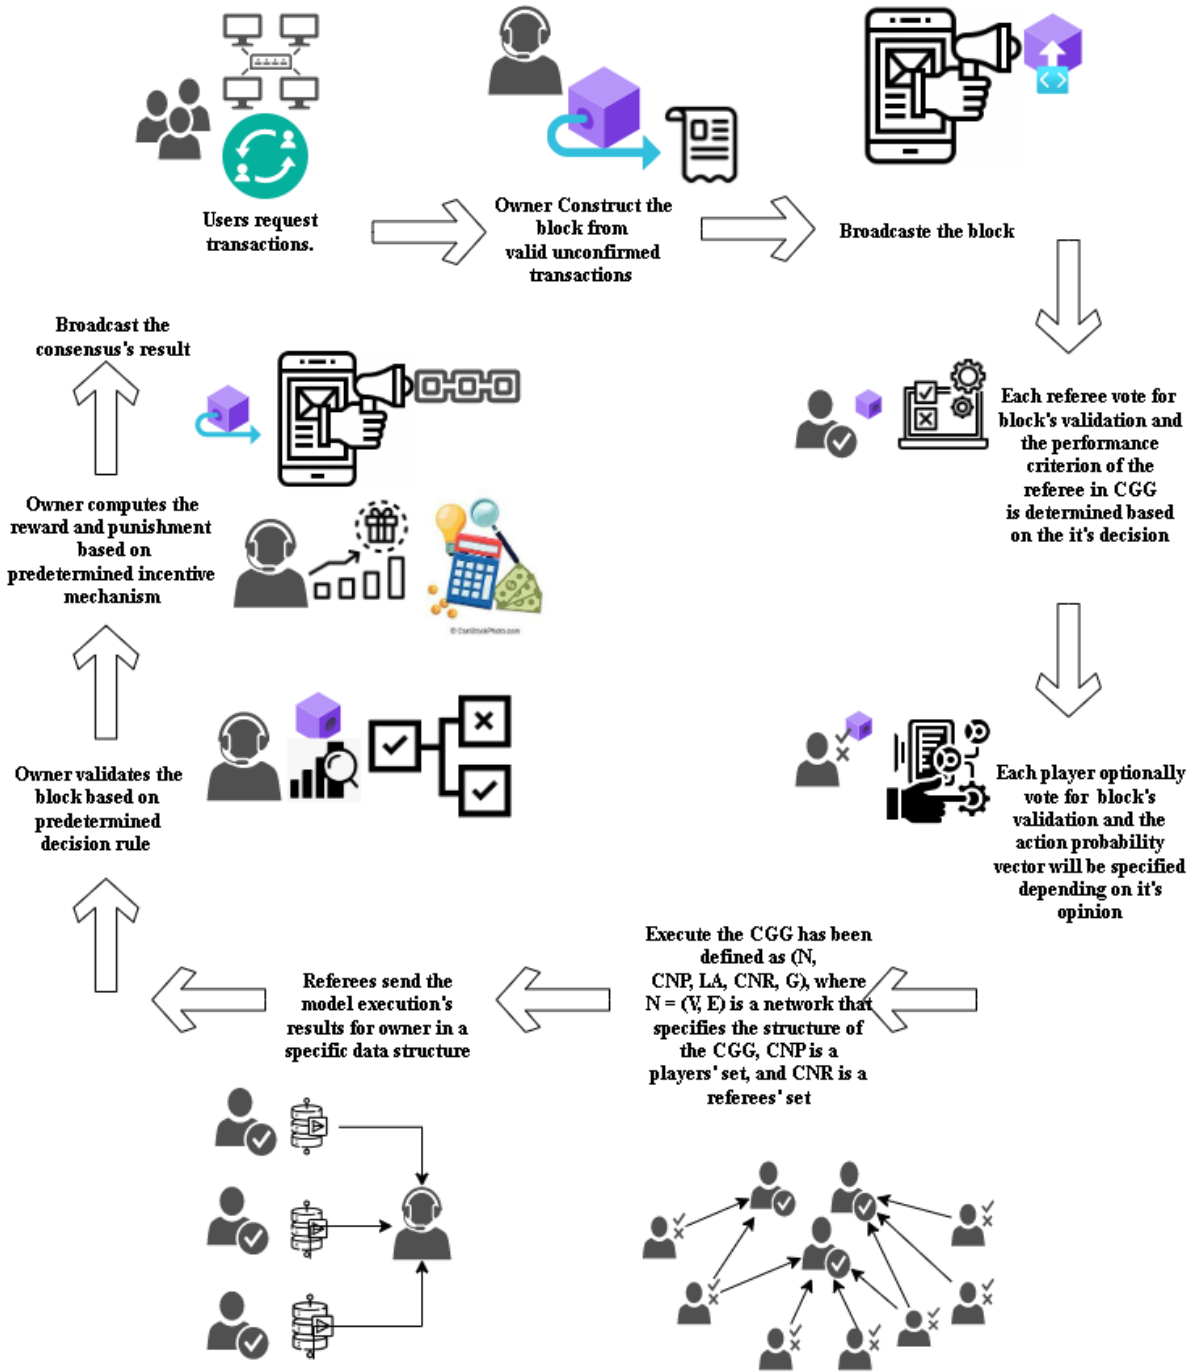 Users request
transactions.
Owner Construct the
block from
valid unconfirmed
transactions
Broadcaste the block
Each referee vote for
block's validation and
the performance
criterion of the
referee in CGG
is determined based
on the it's decision
Each player optionally
vote for block's
validation and the
action probability
vector will be specified
depending on it's
opinion
Execute the CGG has been
defined as (N,
CNP, LA, CNR, G), where
N = (V, E) is a network that
specifies the structure of
the CGG, CNP is a
players' set, and CNR is a
referees' set
Referees send the
model execution's
results for owner in a
specific data structure
Owner validates the
block based on
predetermined
decision rule
Owner computes the
reward and punishment
based on
predetermined incentive
mechanism
© CanStockPhoto.com
Broadcast the
consensus's result